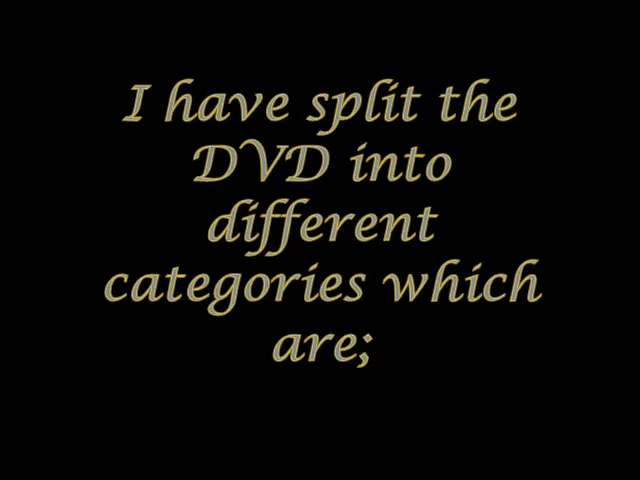 I have split the
DVD into
different
categories which
are;